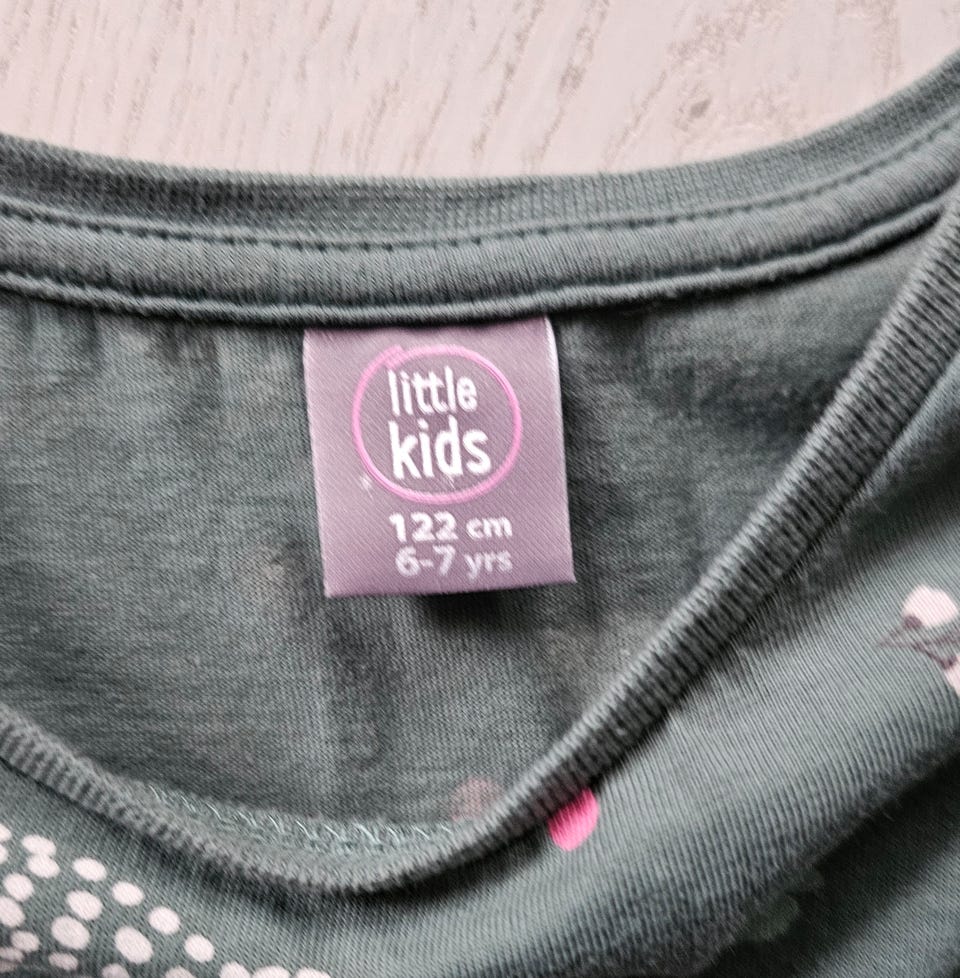 little
kids
122 cm
6-7 yrs